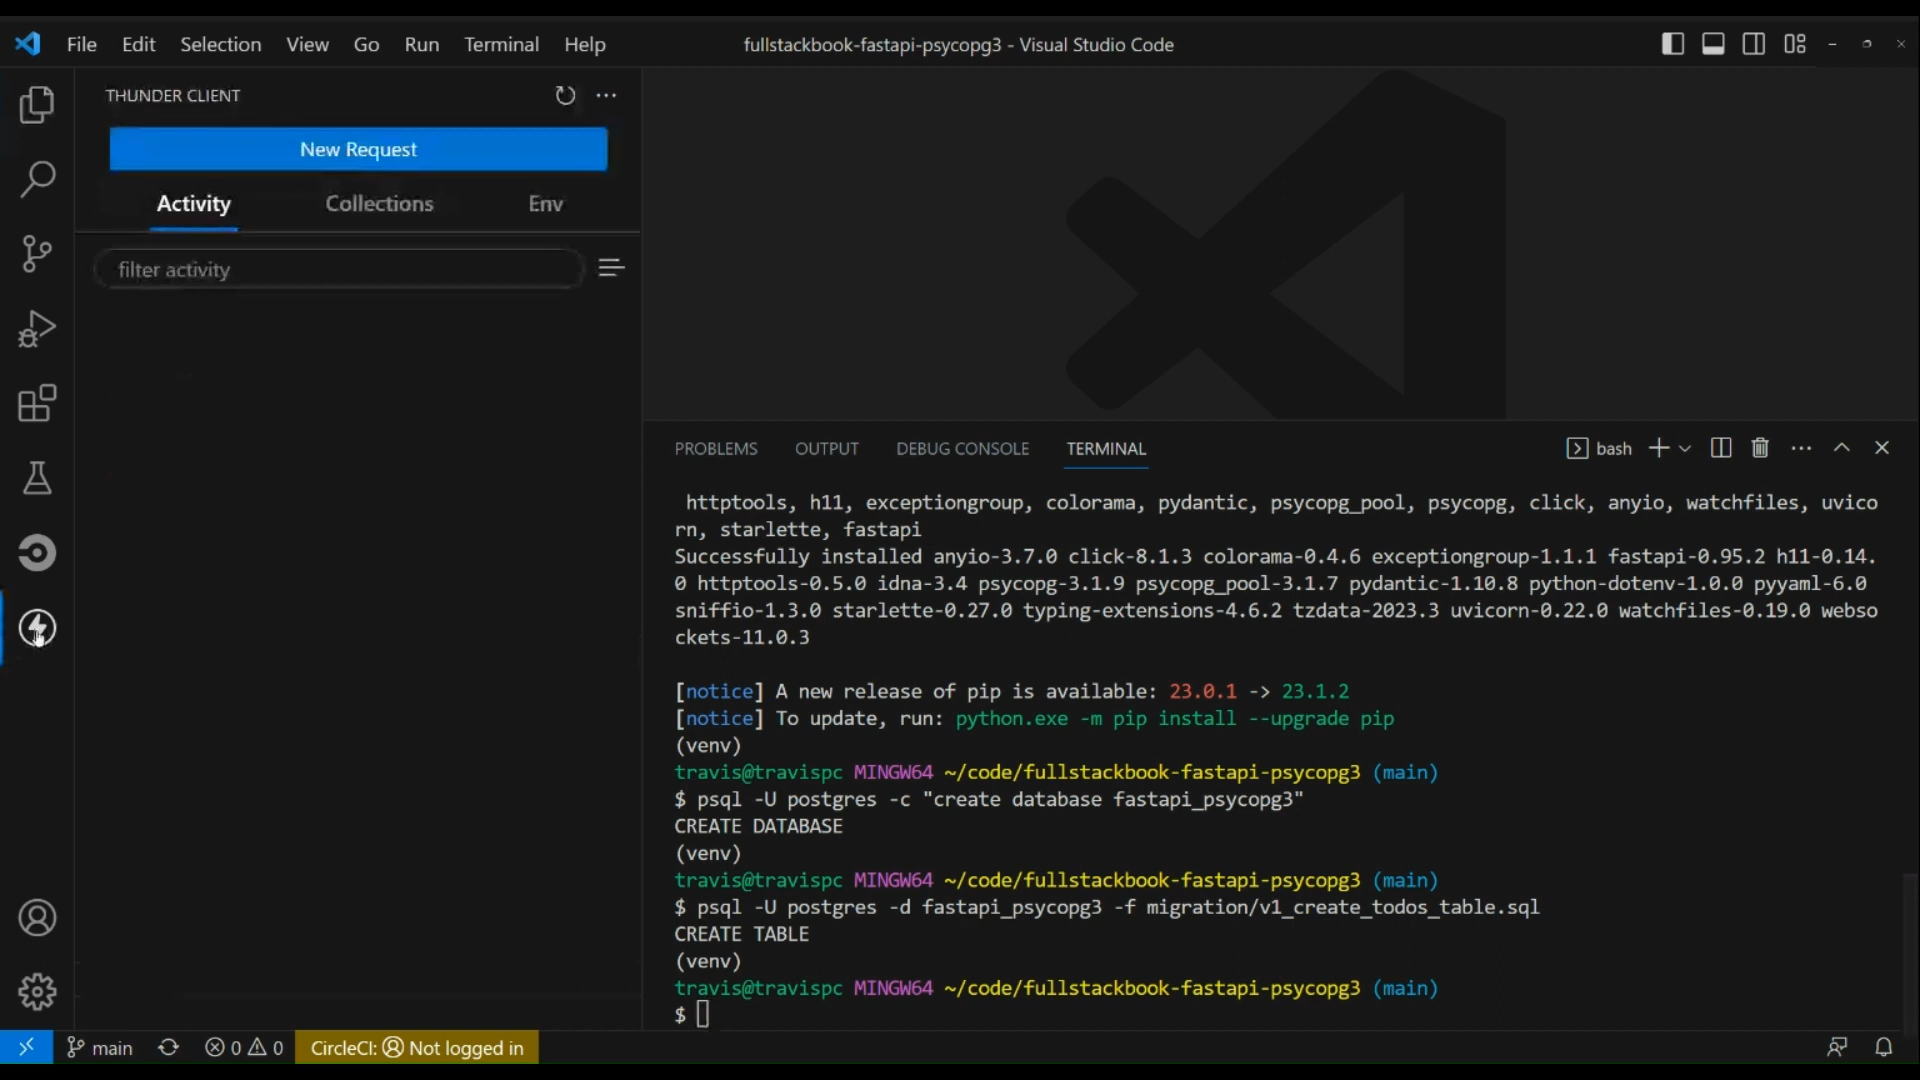 File Edit Selection View Go Run Terminal Help fullstackbook-fastapi-psycopg3 - Visual Studio Code
THUNDER CLIENT
New Request
Activity Collections Env
filter activity
PROBLEMS OUTPUT DEBUG CONSOLE TERMINAL bash
httptools, h11, exceptiongroup, colorama, pydantic, psycopg_pool, psycopg, click, anyio, watchfiles, uvico
rn, starlette, fastapi
Successfully installed anyio-3.7.0 click-8.1.3 colorama-0.4.6 exceptiongroup-1.1.1 fastapi-0.95.2 h11-0.14.
0 httptools-0.5.0 idna-3.4 psycopg-3.1.9 psycopg_pool-3.1.7 pydantic-1.10.8 python-dotenv-1.0.0 pyyaml-6.0
sniffio-1.3.0 starlette-0.27.0 typing-extensions-4.6.2 tzdata-2023.3 uvicorn-0.22.0 watchfiles-0.19.0 webso
ckets-11.0.3
[notice] A new release of pip is available: 23.0.1 -> 23.1.2
[notice] To update, run: python.exe -m pip install --upgrade pip
(venv)
travis@travispc MINGW64 ~/code/fullstackbook-fastapi-psycopg3 (main)
$ psql -U postgres -c "create database fastapi_psycopg3"
CREATE DATABASE
(venv)
travis@travispc MINGW64 ~/code/fullstackbook-fastapi-psycopg3 (main)
$ psql -U postgres -d fastapi_psycopg3 -f migration/v1_create_todos_table.sql
CREATE TABLE
(venv)
travis@travispc MINGW64 ~/code/fullstackbook-fastapi-psycopg3 (main)
$
main 0 0 CircleCI: Not logged in